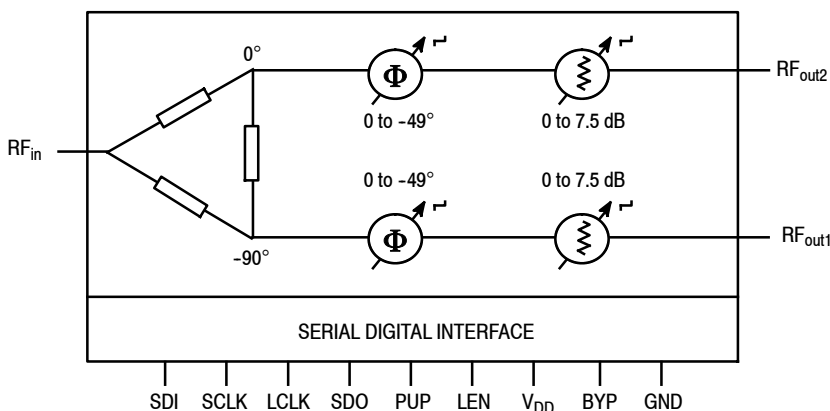 0°
RFout2
Φ
0 to -49°
0 to 7.5 dB
RFin
0 to -49°
0 to 7.5 dB
Φ
-90°
RFout1
SERIAL DIGITAL INTERFACE
SDI SCLK LCLK SDO PUP LEN VDD BYP GND